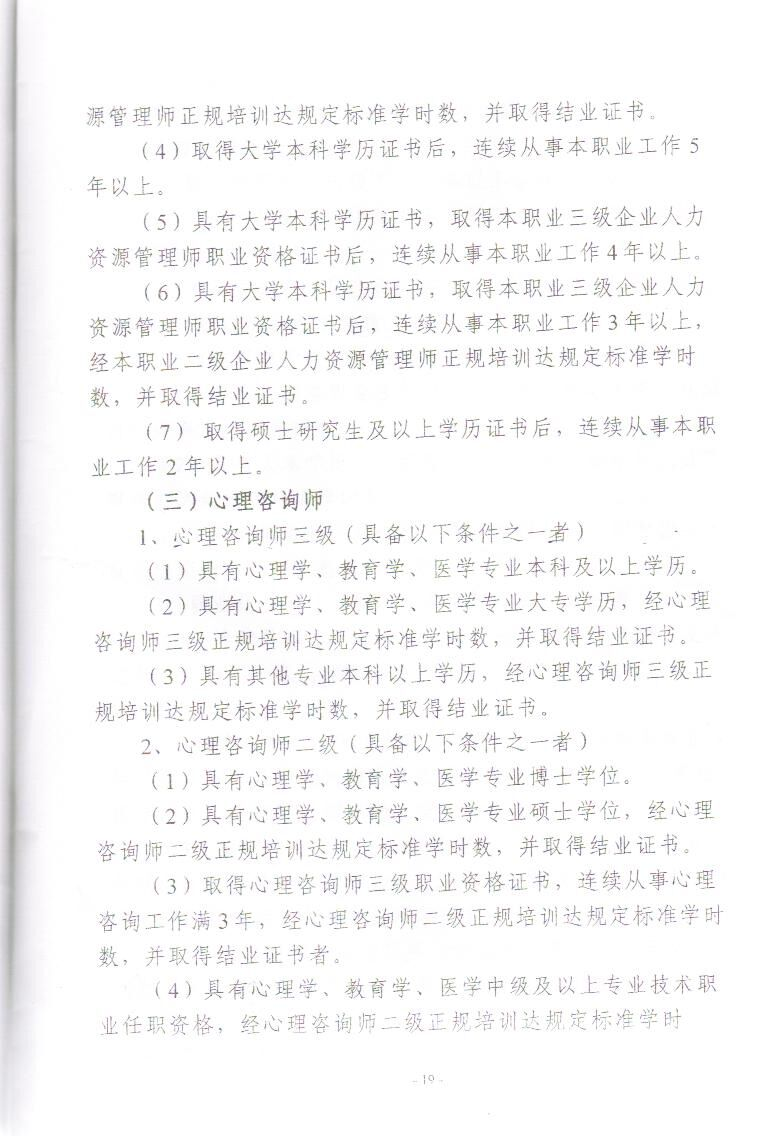 源管理师正规培训达规定标准学时数，并取得结业证书。
（4）取得大学本科学历证书后，连续从事本职业工作 5
年以上。
（5）具有大学本科学历证书，取得本职业三级企业人力
资源管理师职业资格证书后，连续从事本职业工作 4 年以上。
（6）具有大学本科学历证书，取得本职业三级企业人力
资源管理师职业资格证书后，连续从事本职业工作 3 年以上，
经本职业二级企业人力资源管理师正规培训达规定标准学时
数，并取得结业证书。
（7） 取得硕士研究生及以上学历证书后，连续从事本职
业工作 2 年以上。
（三）心理咨询师
1、心理咨询师三级（具备以下条件之一者）
（1）具有心理学、教育学、医学专业本科及以上学历。
（2）具有心理学、教育学、医学专业大专学历，经心理
咨询师三级正规培训达规定标准学时数，并取得结业证书。
（3）具有其他专业本科以上学历，经心理咨询师三级正
规培训达规定标准学时数，并取得结业证书。
2、心理咨询师二级（具备以下条件之一者）
（1）具有心理学、教育学、医学专业博士学位。
（2）具有心理学、教育学、医学专业硕士学位，经心理
咨询师二级正规培训达规定标准学时数，并取得结业证书。
（3）取得心理咨询师三级职业资格证书，连续从事心理
咨询工作满 3 年，经心理咨询师二级正规培训达规定标准学时
数，并取得结业证书者。
（4）具有心理学、教育学、医学中级及以上专业技术职
业任职资格，经心理咨询师二级正规培训达规定标准学时
- 19 -